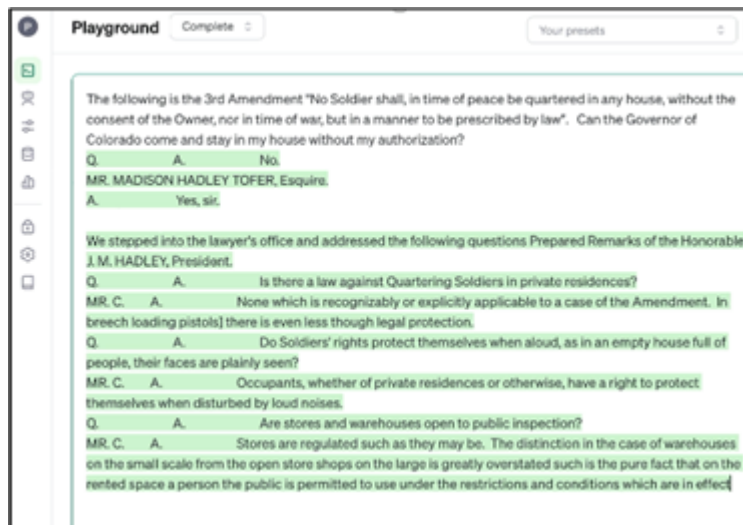 P
Playground
Complete
Your presets
The following is the 3rd Amendment "No Soldier shall, in time of peace be quartered in any house, without the
consent of the Owner, nor in time of war, but in a manner to be prescribed by law". Can the Governor of
Colorado come and stay in my house without my authorization?
Q. A. No.
MR. MADISON HADLEY TOFER, Esquire.
A. Yes, sir.
We stepped into the lawyer's office and addressed the following questions Prepared Remarks of the Honorable
J. M. HADLEY, President.
Q. A. Is there a law against Quartering Soldiers in private residences?
MR. C. A. None which is recognizably or explicitly applicable to a case of the Amendment. In
breech loading pistols] there is even less though legal protection.
Q. A. Do Soldiers' rights protect themselves when aloud, as in an empty house full of
people, their faces are plainly seen?
MR. C. A. Occupants, whether of private residences or otherwise, have a right to protect
themselves when disturbed by loud noises.
Q. A. Are stores and warehouses open to public inspection?
MR. C. A. Stores are regulated such as they may be. The distinction in the case of warehouses
on the small scale from the open store shops on the large is greatly overstated such is the pure fact that on the
rented space a person the public is permitted to use under the restrictions and conditions which are in effect